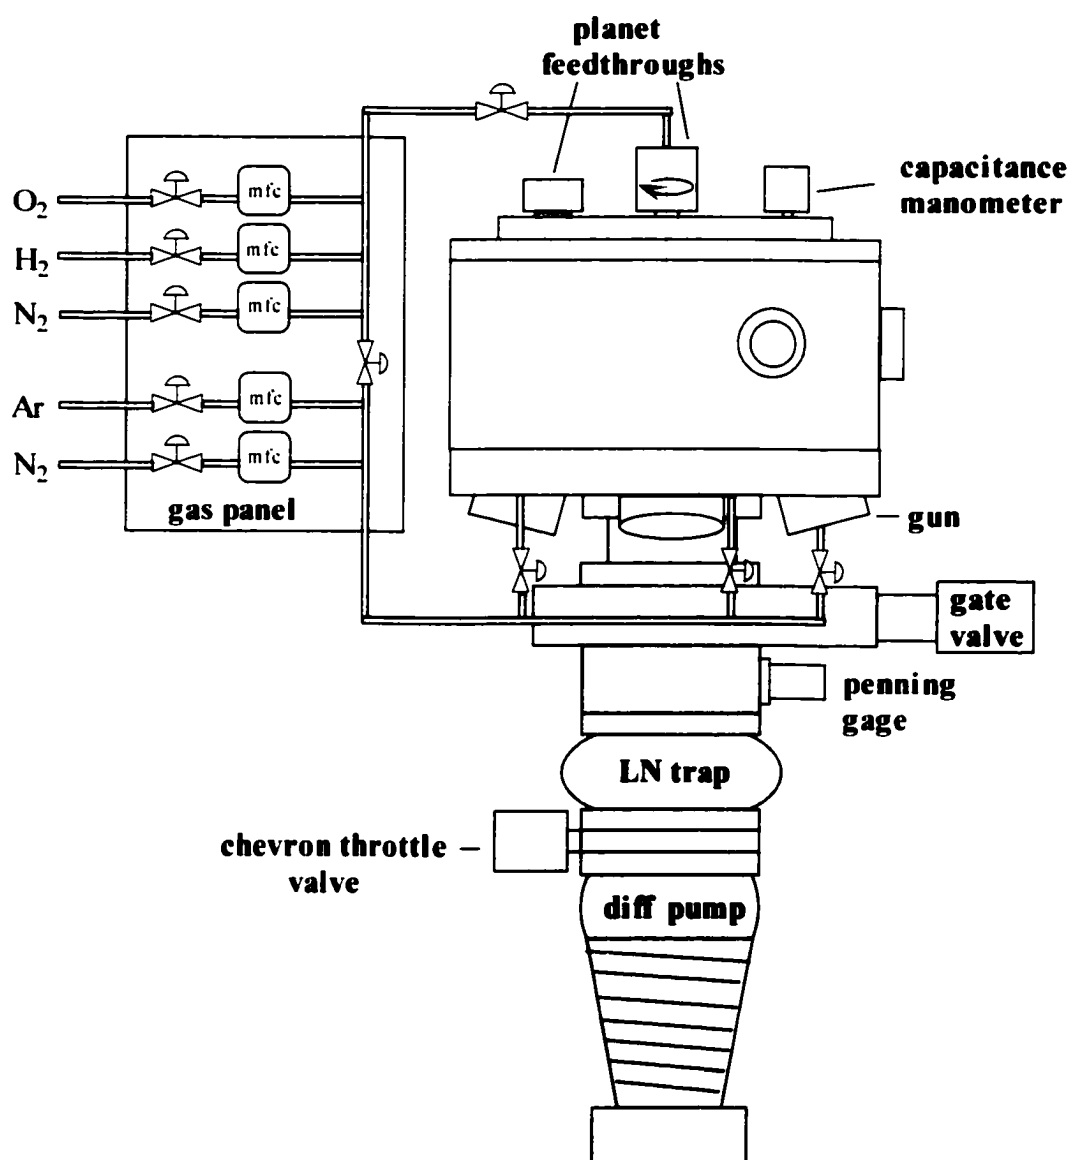 planet
feedthroughs
capacitance
manometer
O₂
mfc
H₂
mfc
N₂
mfc
Ar
mfc
N₂
mfc
gas panel
gun
gate
valve
penning
gage
LN trap
chevron throttle
valve
diff pump